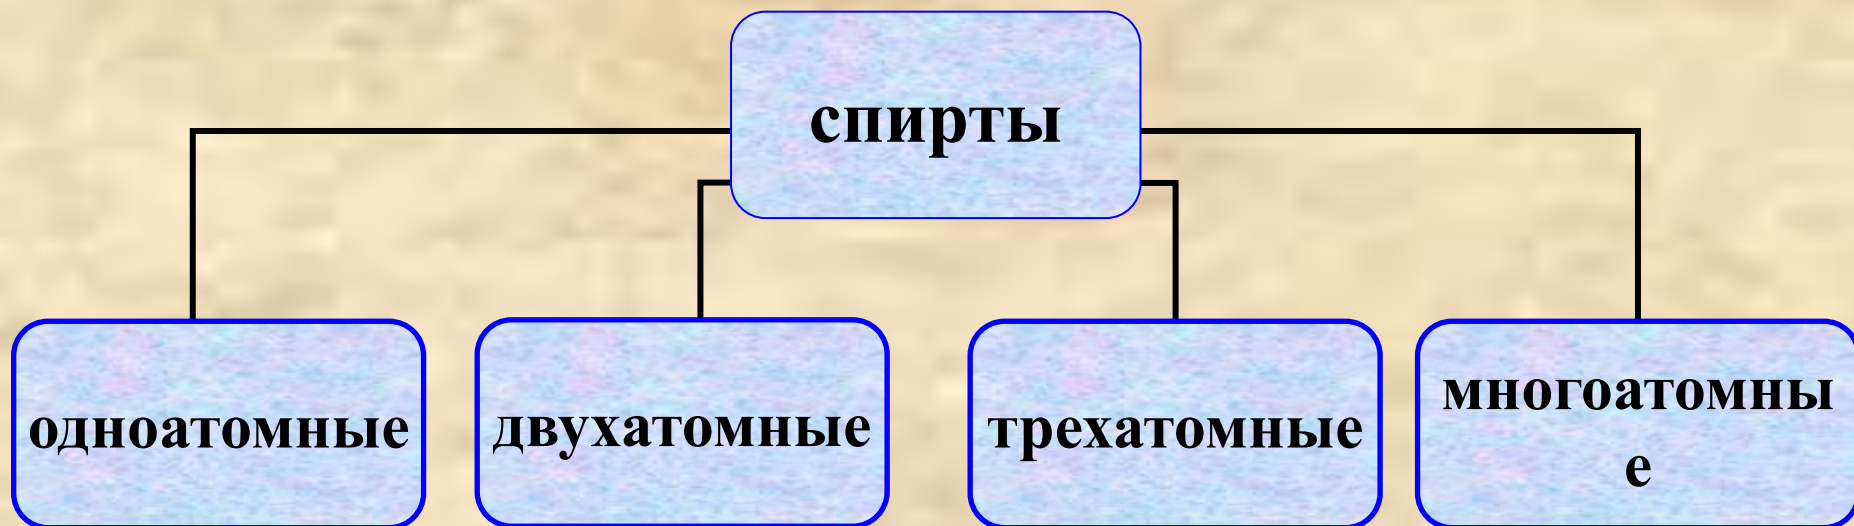 спирты
одноатомные
двухатомные
трехатомные
многоатомны
е